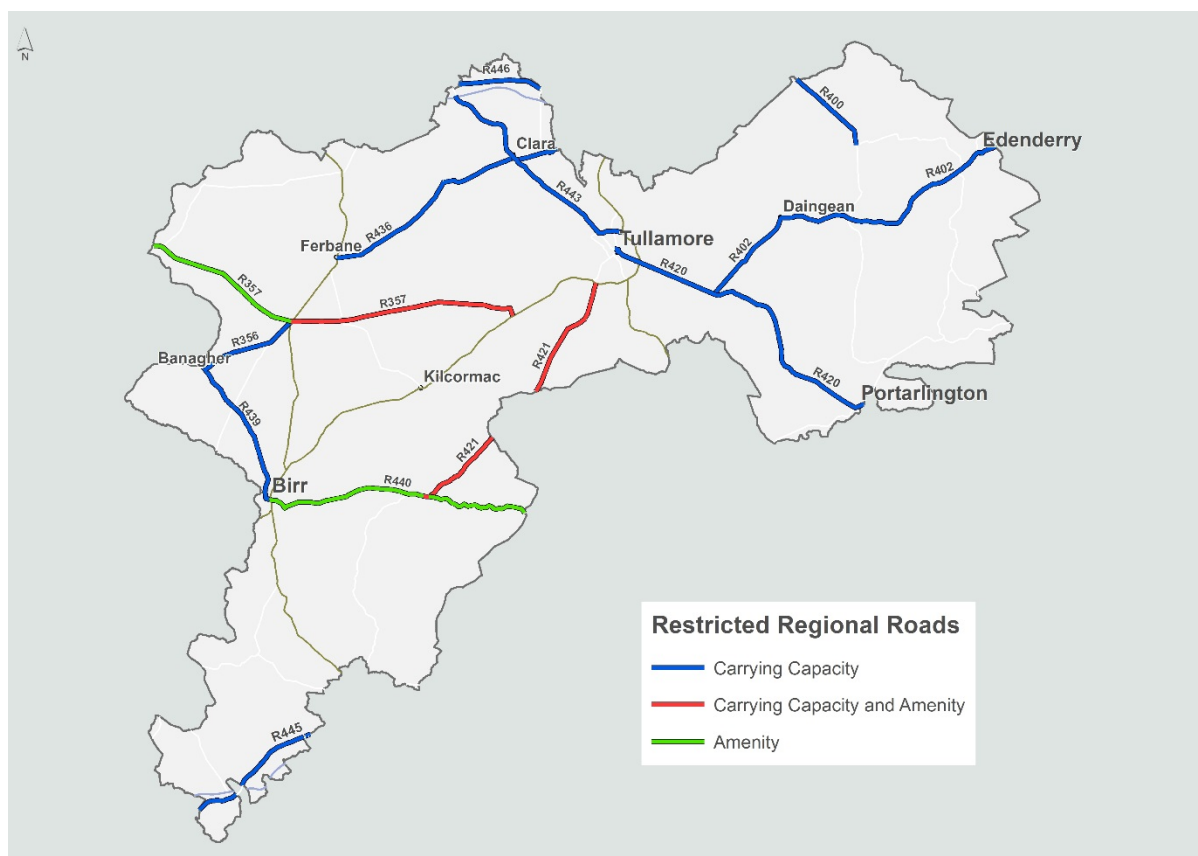 N
R446
R400
Clara
Edenderry
R402
R443
Daingean
R436
Ferbane
Tullamore
R402
R420
R357
R357
R356
Banagher
R421
Kilcormac
R420
Portarlington
R439
R421
Birr
R440
Restricted Regional Roads
Carrying Capacity
Carrying Capacity and Amenity
Amenity
R445